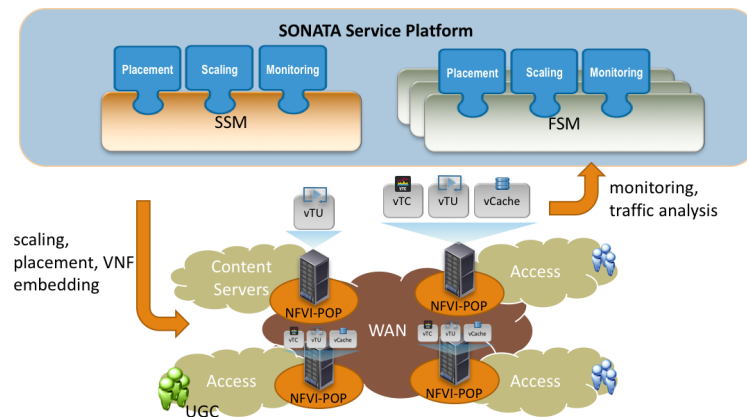 SONATA Service Platform
Placement
Scaling
Monitoring
SSM
Placement
Scaling
Monitoring
FSM
vTU
vTC
vTU
vCache
monitoring,
traffic analysis
scaling,
placement, VNF
embedding
Content
Servers
NFVI-POP
NFVI-POP
Access
WAN
vTC
vTU
vCache
vTC
vTU
vCache
Access
NFVI-POP
NFVI-POP
Access
UGC